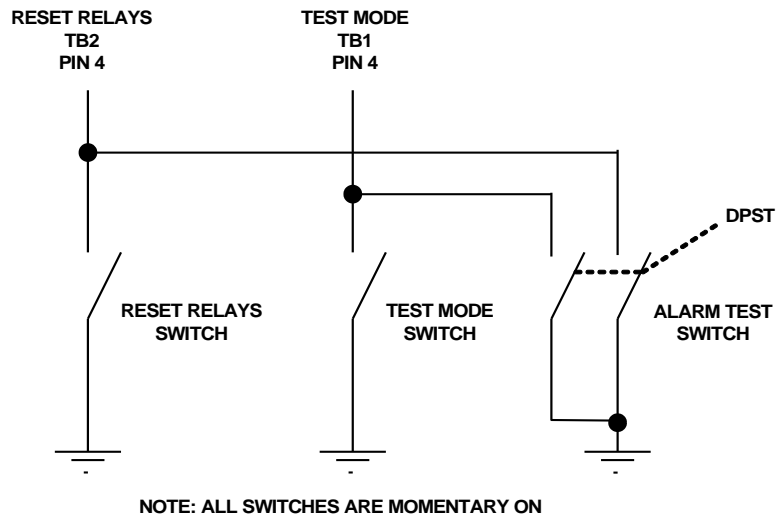 RESET RELAYS
TB2
PIN 4
TEST MODE
TB1
PIN 4
DPST
RESET RELAYS
SWITCH
TEST MODE
SWITCH
ALARM TEST
SWITCH
NOTE: ALL SWITCHES ARE MOMENTARY ON